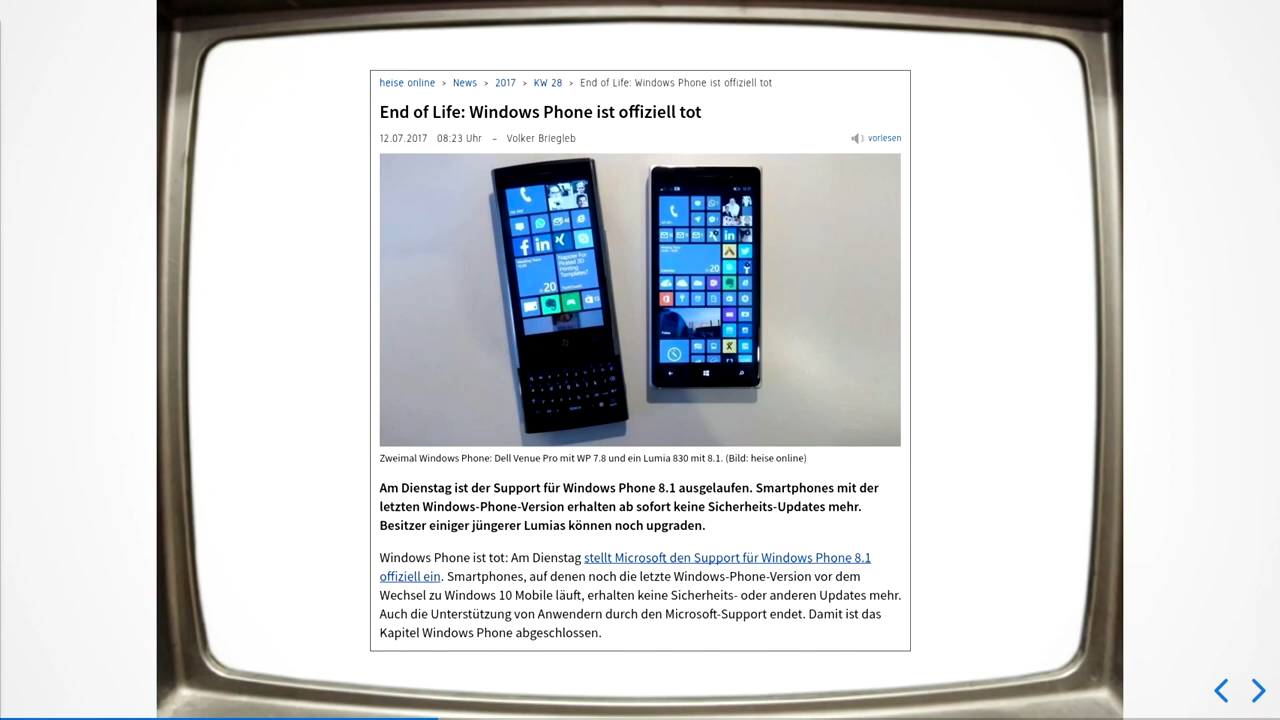 heise online > News > 2017 > KW 28 > End of Life: Windows Phone ist offiziell tot
End of Life: Windows Phone ist offiziell tot
12.07.2017 08:23 Uhr – Volker Briegleb
vorlesen
Zweimal Windows Phone: Dell Venue Pro mit WP 7.8 und ein Lumia 830 mit 8.1. (Bild: heise online)
Am Dienstag ist der Support für Windows Phone 8.1 ausgelaufen. Smartphones mit der
letzten Windows-Phone-Version erhalten ab sofort keine Sicherheits-Updates mehr.
Besitzer einiger jüngerer Lumias können noch upgraden.
Windows Phone ist tot: Am Dienstag stellt Microsoft den Support für Windows Phone 8.1
offiziell ein. Smartphones, auf denen noch die letzte Windows-Phone-Version vor dem
Wechsel zu Windows 10 Mobile läuft, erhalten keine Sicherheits- oder anderen Updates mehr.
Auch die Unterstützung von Anwendern durch den Microsoft-Support endet. Damit ist das
Kapitel Windows Phone abgeschlossen.